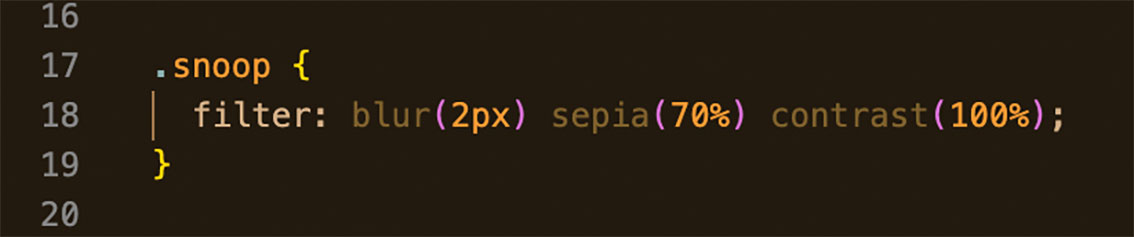 16
17 .snoop {
18 filter: blur(2px) sepia(70%) contrast(100%);
19 }
20